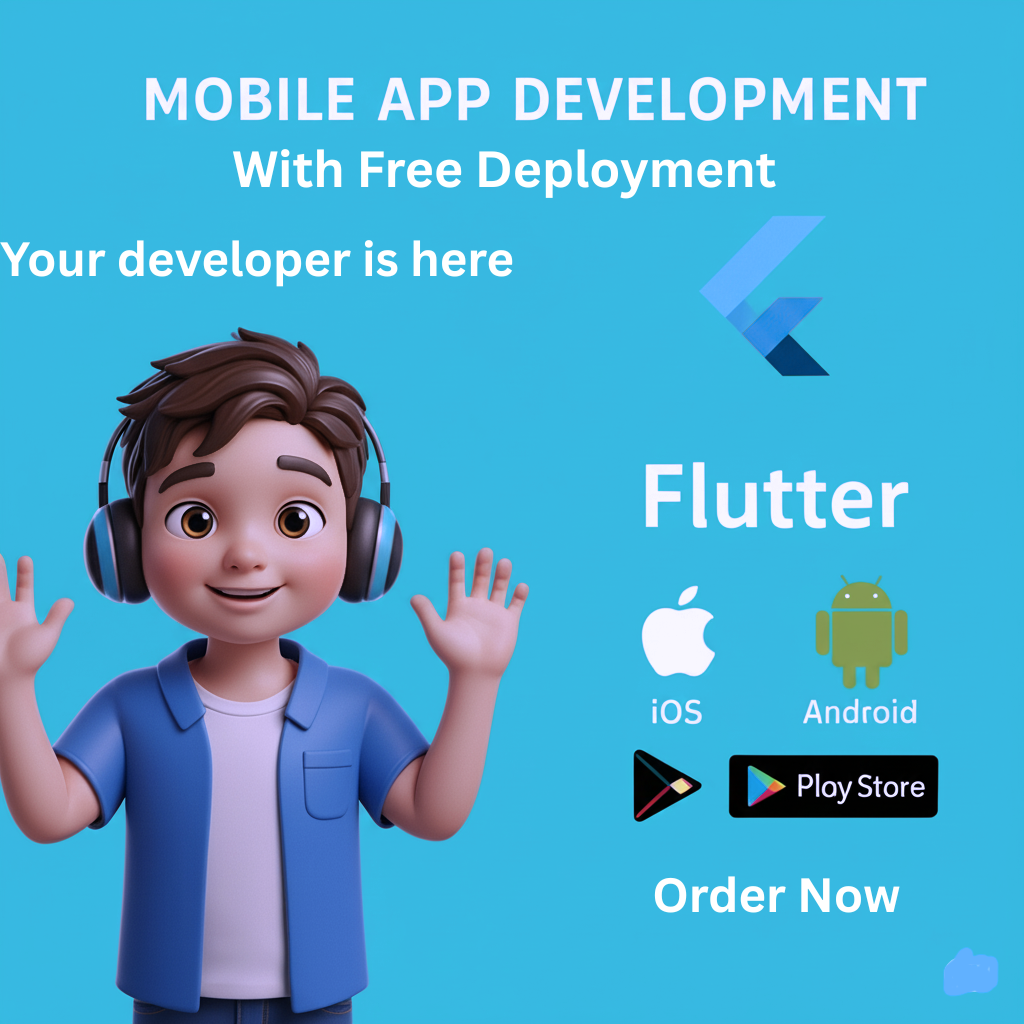 MOBILE APP DEVELOPMENT
With Free Deployment
Your developer is here
Flutter
iOS
Android
Play Store
Order Now